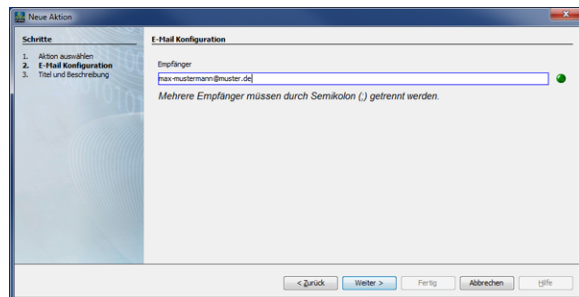 Neue Aktion
Schritte
1. Aktion auswählen
2. E-Mail Konfiguration
3. Titel und Beschreibung
E-Mail Konfiguration
Empfänger
max-mustermann@muster.de
Mehrere Empfänger müssen durch Semikolon (;) getrennt werden.
< Zurück Weiter > Fertig Abbrechen Hilfe